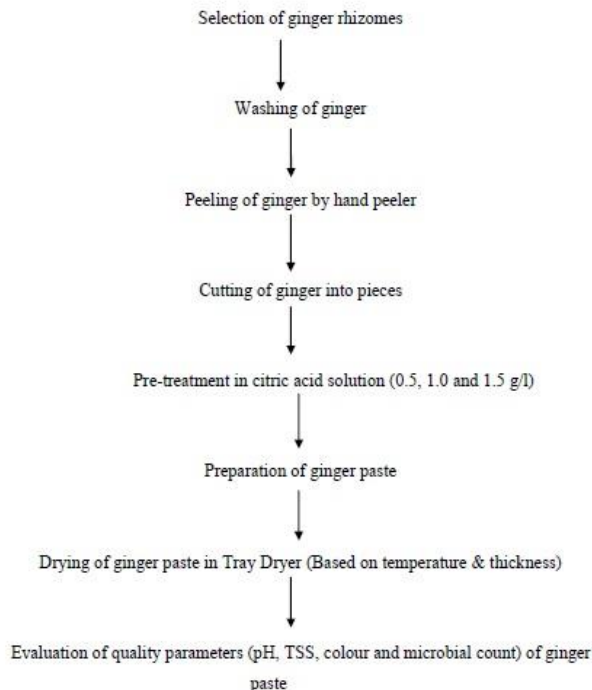 Selection of ginger rhizomes
Washing of ginger
Peeling of ginger by hand peeler
Cutting of ginger into pieces
Pre-treatment in citric acid solution (0.5, 1.0 and 1.5 g/l)
Preparation of ginger paste
Drying of ginger paste in Tray Dryer (Based on temperature & thickness)
Evaluation of quality parameters (pH, TSS, colour and microbial count) of ginger
paste